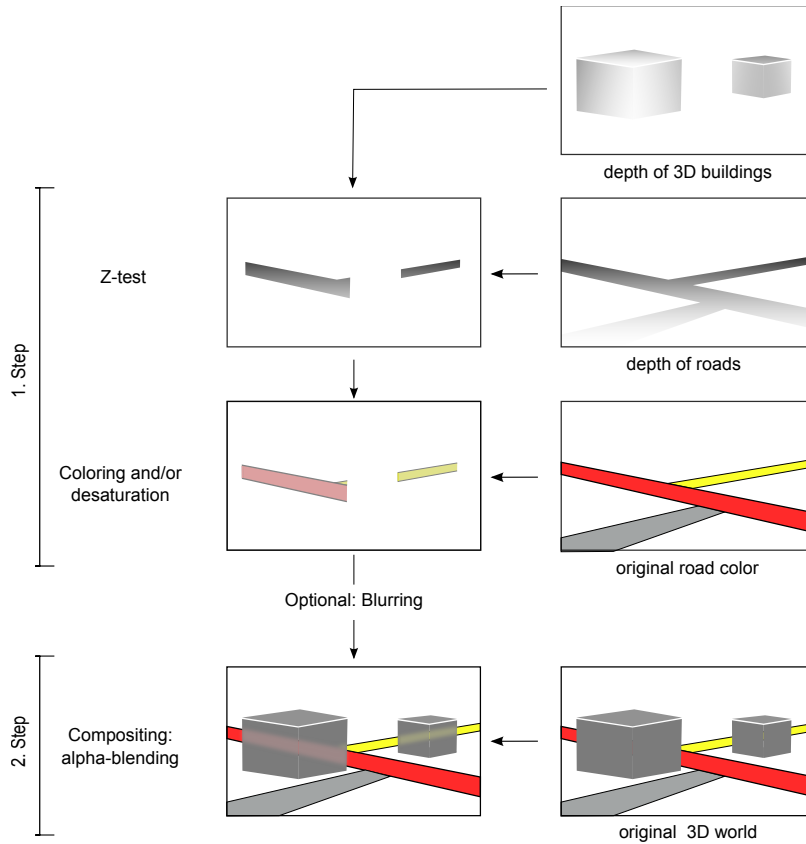 depth of 3D buildings
1. Step
Z-test
depth of roads
Coloring and/or
desaturation
original road color
Optional: Blurring
2. Step
Compositing:
alpha-blending
original 3D world